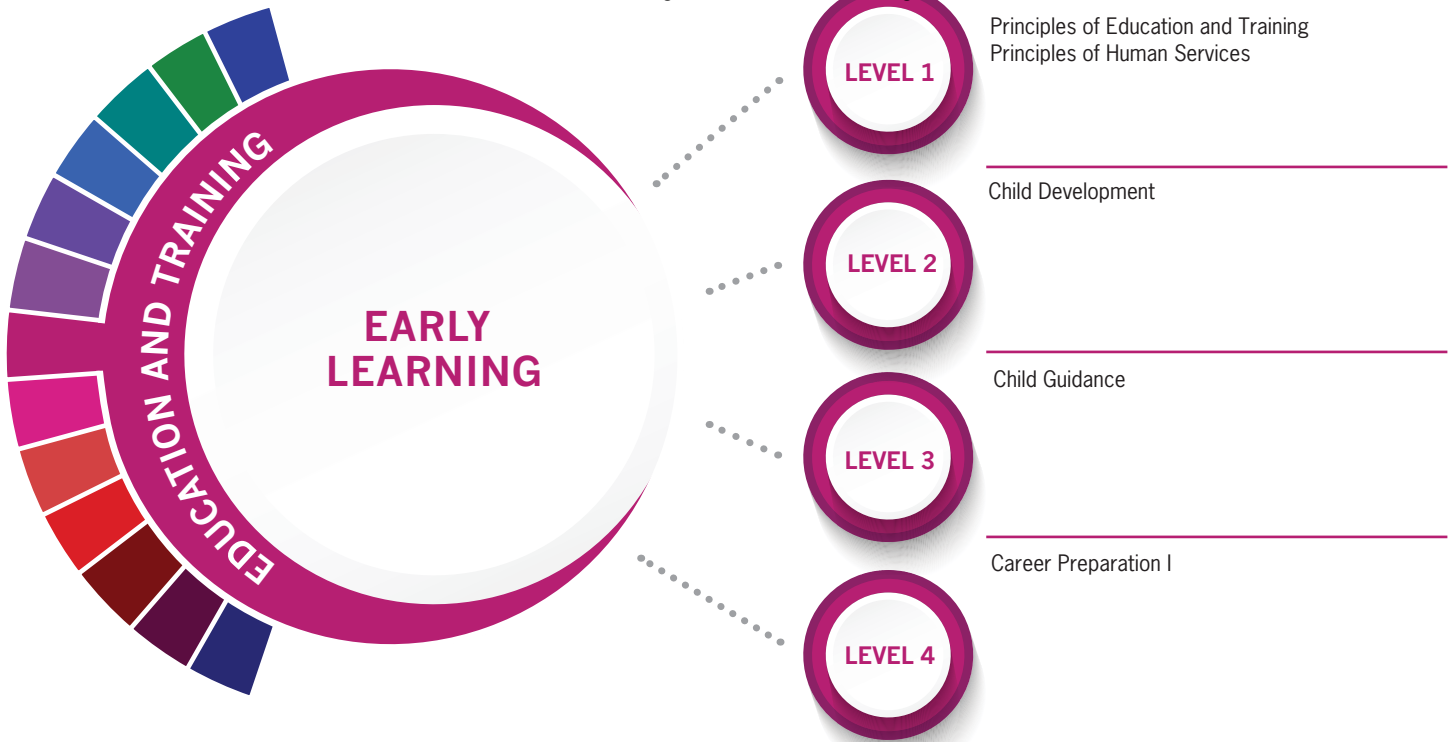 EDUCATION AND TRAINING
EARLY
LEARNING
LEVEL 1
Principles of Education and Training
Principles of Human Services
LEVEL 2
Child Development
LEVEL 3
Child Guidance
LEVEL 4
Career Preparation I